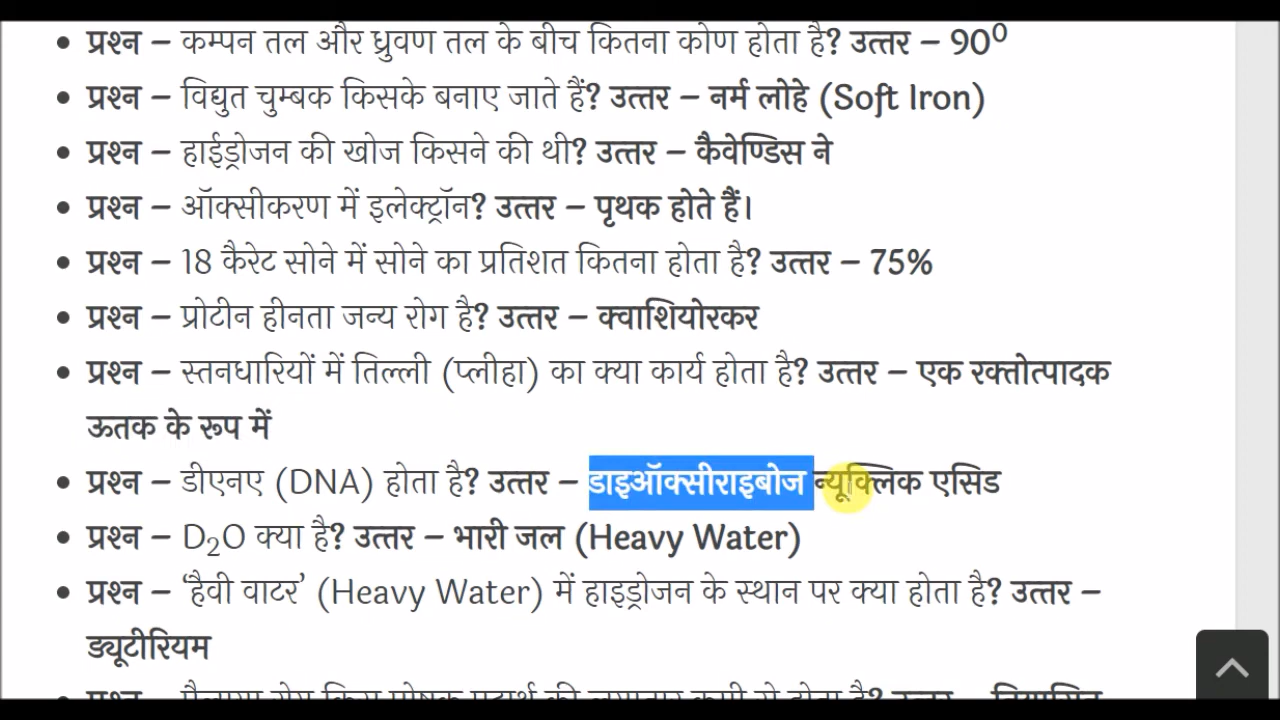 • प्रश्न – कम्पन तल और ध्रुवण तल के बीच कितना कोण होता है? उत्तर – 90⁰
• प्रश्न – विद्युत चुम्बक किसके बनाए जाते हैं? उत्तर – नर्म लोहे (Soft Iron)
• प्रश्न – हाईड्रोजन की खोज किसने की थी? उत्तर – कैवेण्डिस ने
• प्रश्न – ऑक्सीकरण में इलेक्ट्रॉन? उत्तर – पृथक होते हैं।
• प्रश्न – 18 कैरेट सोने में सोने का प्रतिशत कितना होता है? उत्तर – 75%
• प्रश्न – प्रोटीन हीनता जन्य रोग है? उत्तर – क्वाशियोरकर
• प्रश्न – स्तनधारियों में तिल्ली (प्लीहा) का क्या कार्य होता है? उत्तर – एक रक्तोत्पादक
ऊतक के रूप में
• प्रश्न – डीएनए (DNA) होता है? उत्तर – डाइऑक्सीराइबोज न्यूक्लिक एसिड
• प्रश्न – D₂O क्या है? उत्तर – भारी जल (Heavy Water)
• प्रश्न – ‘हैवी वाटर’ (Heavy Water) में हाइड्रोजन के स्थान पर क्या होता है? उत्तर –
ड्यूटीरियम